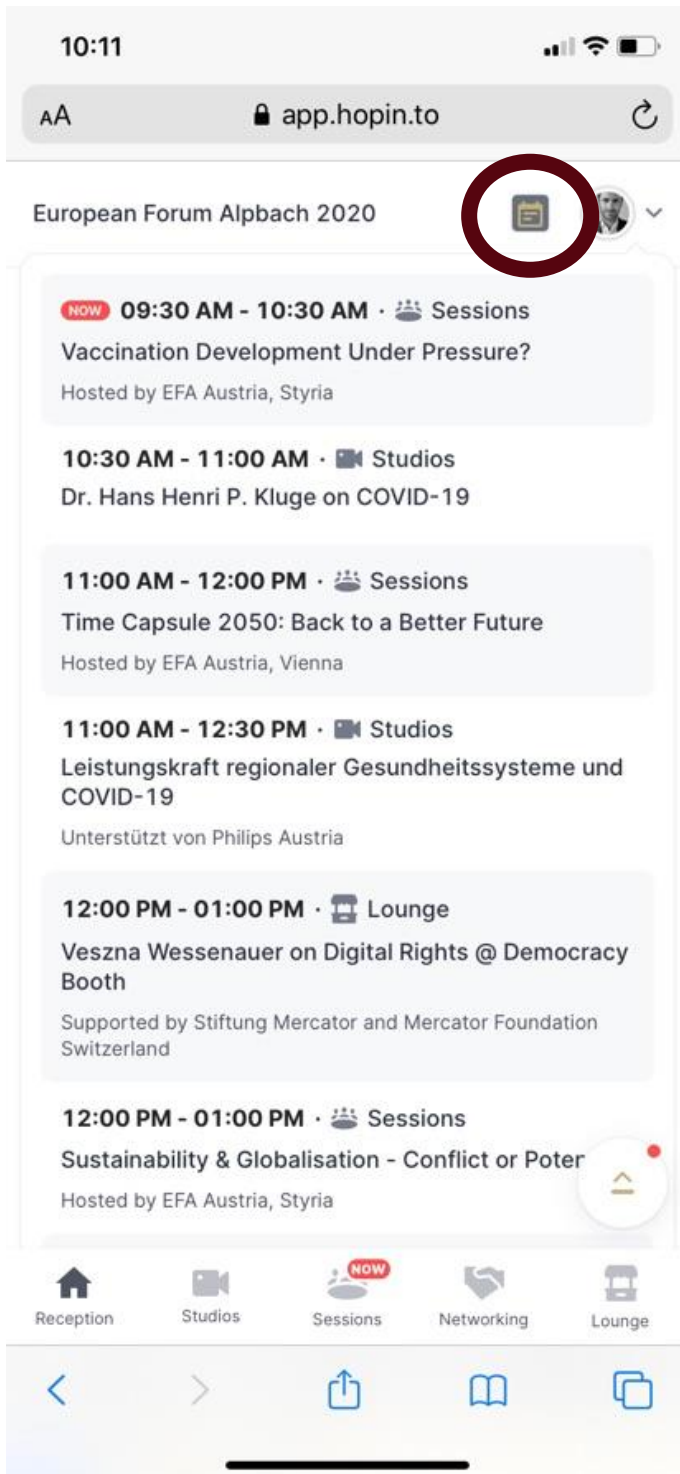 10:11
AA app.hopin.to
European Forum Alpbach 2020
NOW 09:30 AM - 10:30 AM · Sessions
Vaccination Development Under Pressure?
Hosted by EFA Austria, Styria
10:30 AM - 11:00 AM · Studios
Dr. Hans Henri P. Kluge on COVID-19
11:00 AM - 12:00 PM · Sessions
Time Capsule 2050: Back to a Better Future
Hosted by EFA Austria, Vienna
11:00 AM - 12:30 PM · Studios
Leistungskraft regionaler Gesundheitssysteme und
COVID-19
Unterstützt von Philips Austria
12:00 PM - 01:00 PM · Lounge
Veszna Wessenauer on Digital Rights @ Democracy
Booth
Supported by Stiftung Mercator and Mercator Foundation
Switzerland
12:00 PM - 01:00 PM · Sessions
Sustainability & Globalisation - Conflict or
Hosted by EFA Austria, Styria
NOW
Reception Studios Sessions Networking Lounge